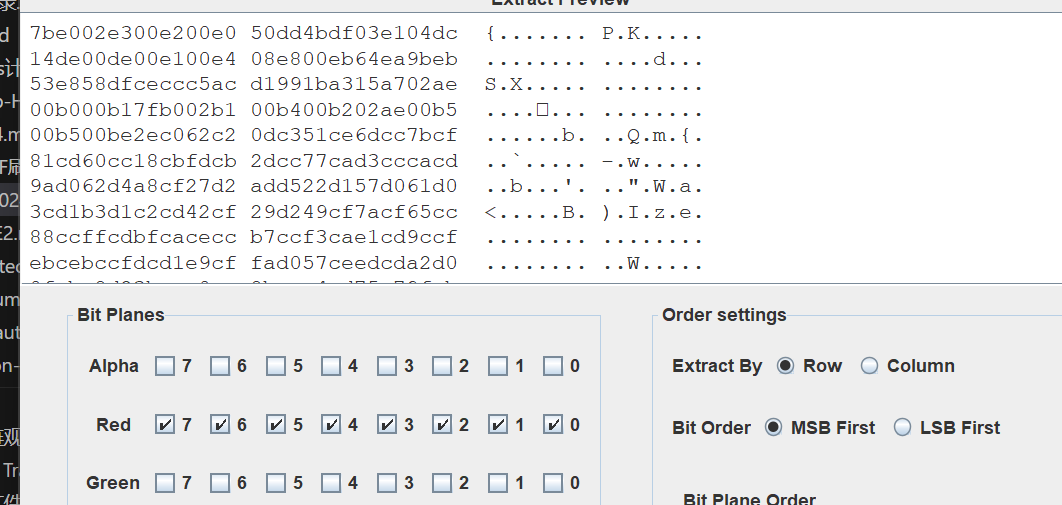 Extract Preview
7be002e300e200e0 50dd4bdf03e104dc {....... P.K.....
14de00de00e100e4 08e800eb64ea9beb ........ ....d...
53e858dfceccc5ac d1991ba315a702ae S.X..... ........
00b000b17fb002b1 00b400b202ae00b5 ....□... ........
00b500be2ec062c2 0dc351ce6dcc7bcf ......b. ..Q.m.{.
81cd60cc18cbfdcb 2dcc77cad3cccacd ..`..... -.w.....
9ad062d4a8cf27d2 add522d157d061d0 ..b...'. ..".W.a.
3cd1b3d1c2cd42cf 29d249cf7acf65cc <.....B. ).I.z.e.
88ccffcdbfcacecc b7ccf3cae1cd9ccf ........ ........
ebcebccfdcd1e9cf fad057ceedcda2d0 ........ ..W.....
Bit Planes
Alpha 7 6 5 4 3 2 1 0
Red 7 6 5 4 3 2 1 0
Green 7 6 5 4 3 2 1 0
Order settings
Extract By Row Column
Bit Order MSB First LSB First
Bit Plane Order